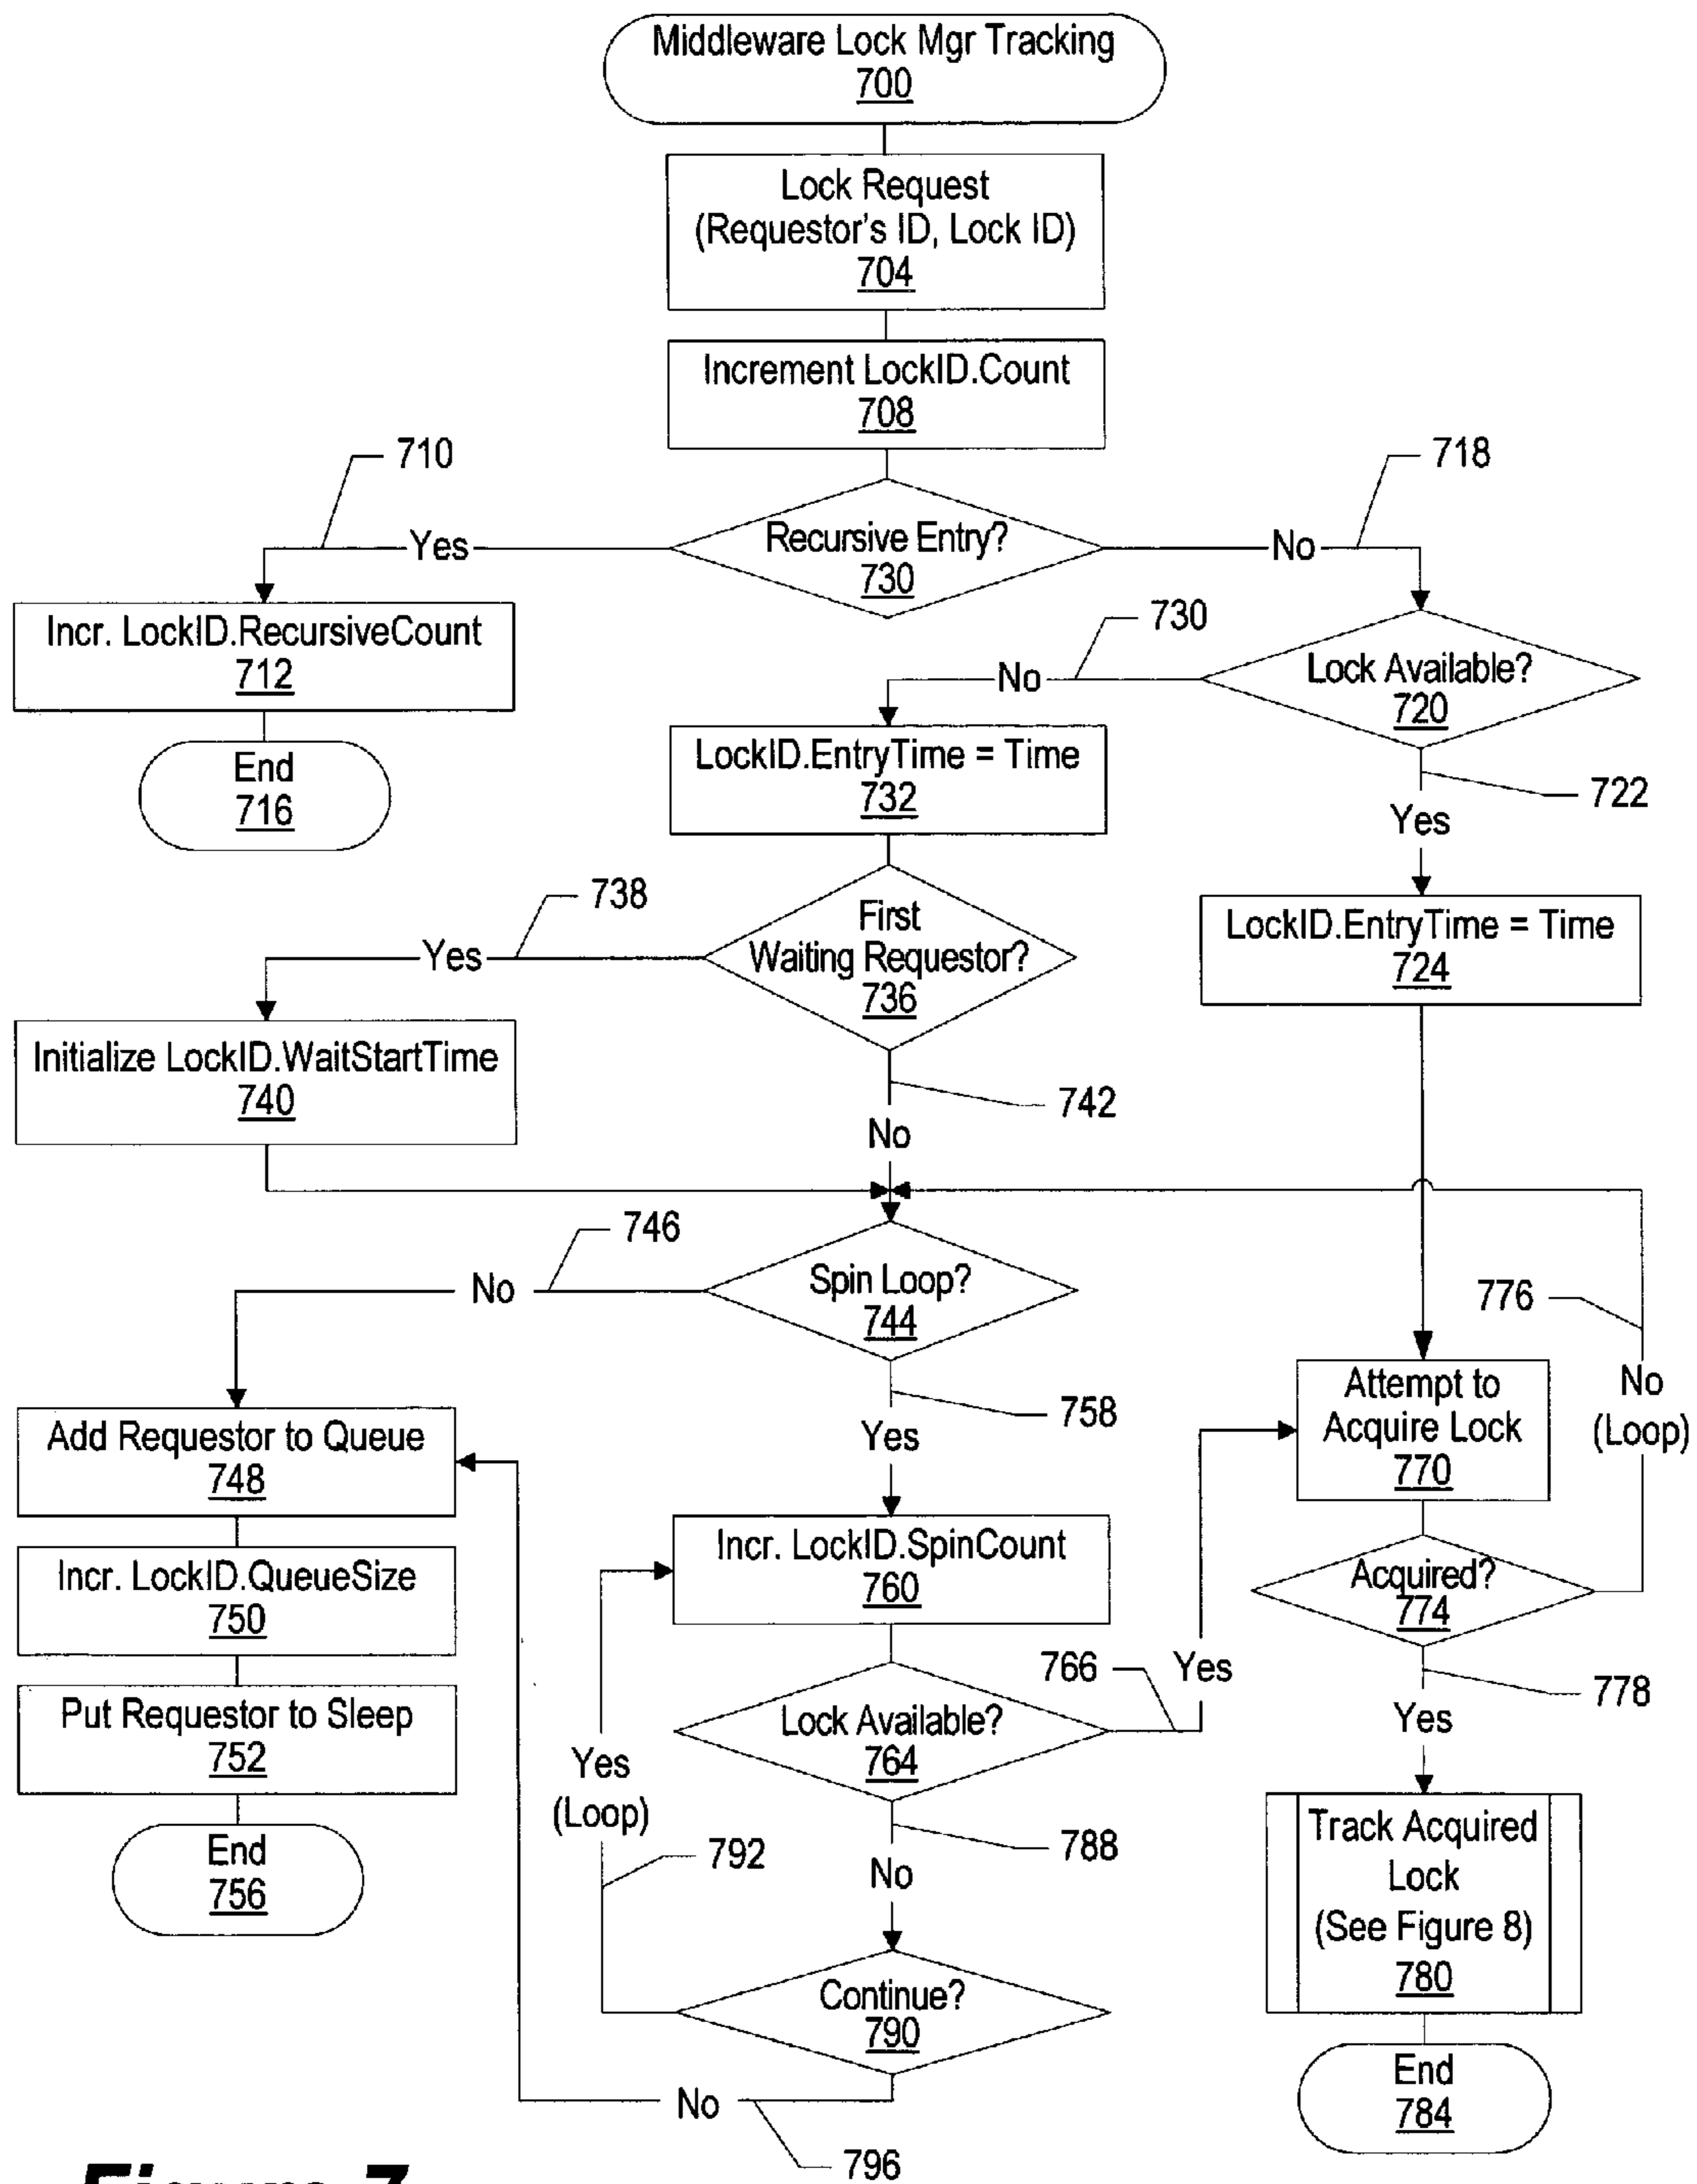 Middleware Lock Mgr Tracking
700
Lock Request
(Requestor's ID, Lock ID)
704
Increment LockID.Count
708
710
718
Yes
Recursive Entry?
730
No
Incr. LockID.RecursiveCount
712
730
No
Lock Available?
720
End
716
LockID.EntryTime = Time
732
722
Yes
738
First
Waiting Requestor?
736
Yes
LockID.EntryTime = Time
724
Initialize LockID.WaitStartTime
740
742
No
746
No
Spin Loop?
744
776
No
(Loop)
758
Yes
Attempt to
Acquire Lock
770
Add Requestor to Queue
748
Incr. LockID.QueueSize
750
Incr. LockID.SpinCount
760
Acquired?
774
Put Requestor to Sleep
752
766
Yes
Lock Available?
764
778
Yes
Yes
(Loop)
End
756
792
788
No
Track Acquired
Lock
(See Figure 8)
780
Continue?
790
End
784
No
796
Figure 7